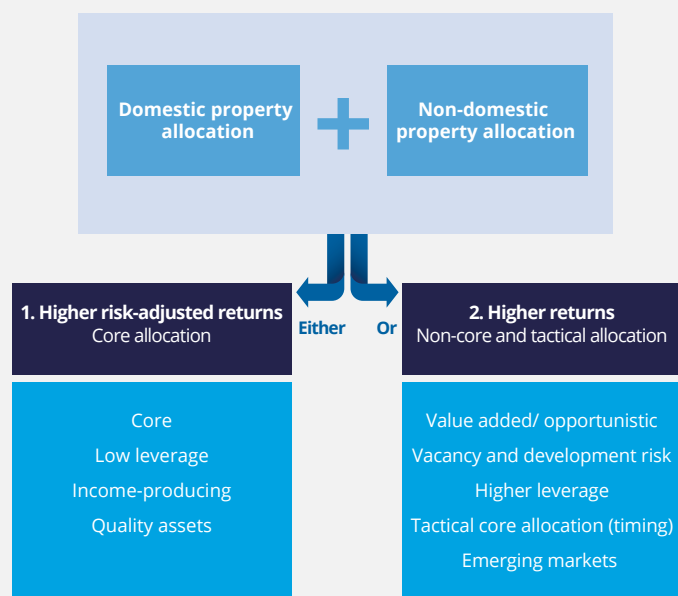 Domestic property
allocation
Non-domestic
property allocation
1. Higher risk-adjusted returns
Core allocation
Either
Or
2. Higher returns
Non-core and tactical allocation
Core
Low leverage
Income-producing
Quality assets
Value added/ opportunistic
Vacancy and development risk
Higher leverage
Tactical core allocation (timing)
Emerging markets